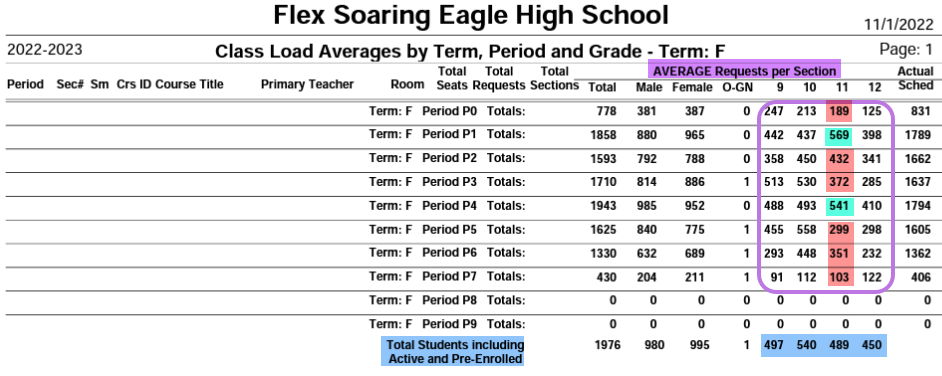 Flex Soaring Eagle High School
11/1/2022
2022-2023
Class Load Averages by Term, Period and Grade - Term: F
Page: 1
Total Total Total AVERAGE Requests per Section Actual
Period Sec# Sm Crs ID Course Title Primary Teacher Room Seats Requests Sections Total Male Female O-GN 9 10 11 12 Sched
Term: F Period P0 Totals: 778 381 387 0 247 213 189 125 831
Term: F Period P1 Totals: 1858 880 965 0 442 437 569 398 1789
Term: F Period P2 Totals: 1593 792 788 0 358 450 432 341 1662
Term: F Period P3 Totals: 1710 814 886 1 513 530 372 285 1637
Term: F Period P4 Totals: 1943 985 952 0 488 493 541 410 1794
Term: F Period P5 Totals: 1625 840 775 1 455 558 299 298 1605
Term: F Period P6 Totals: 1330 632 689 1 293 448 351 232 1362
Term: F Period P7 Totals: 430 204 211 1 91 112 103 122 406
Term: F Period P8 Totals: 0 0 0 0 0 0 0 0 0
Term: F Period P9 Totals: 0 0 0 0 0 0 0 0 0
Total Students including 1976 980 995 1 497 540 489 450
Active and Pre-Enrolled